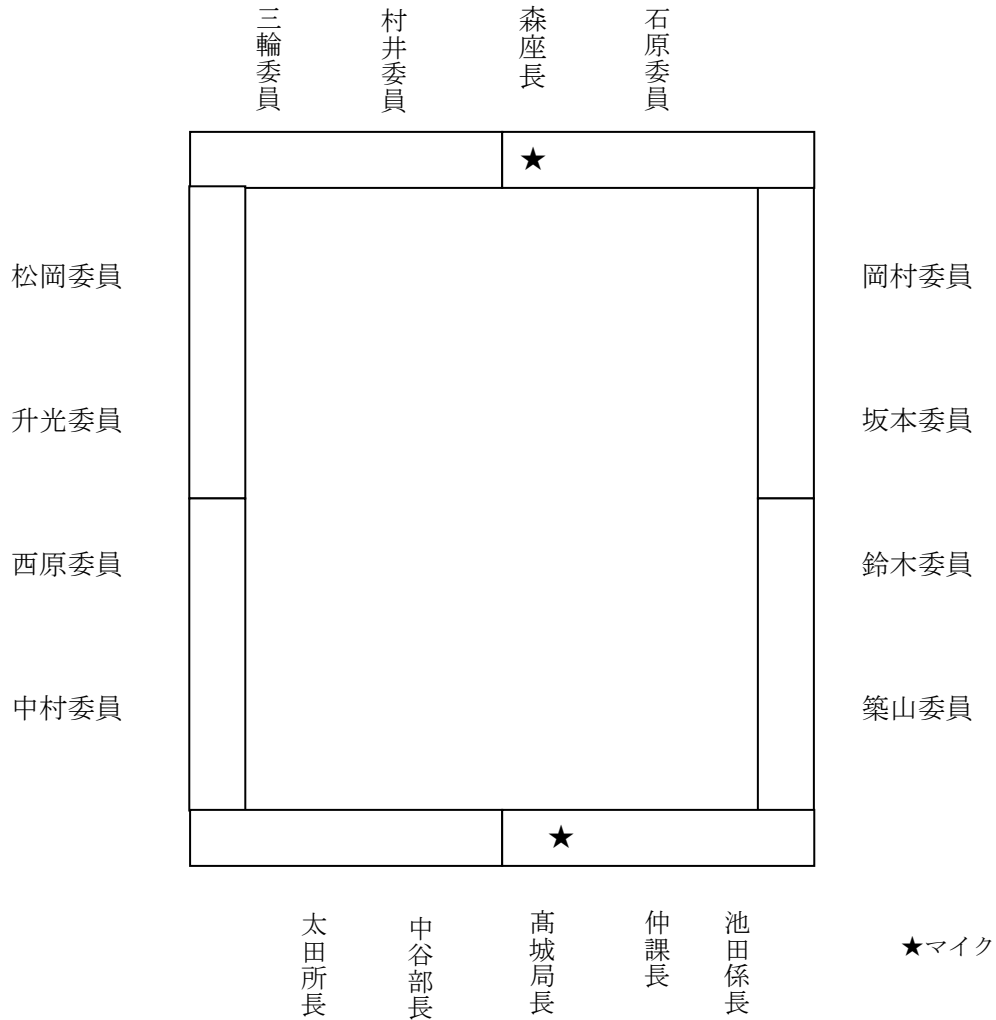 三輪委員
村井委員
森座長
石原委員
★
松岡委員
岡村委員
升光委員
坂本委員
西原委員
鈴木委員
中村委員
築山委員
★
太田所長
中谷部長
髙城局長
仲課長
池田係長
★マイク